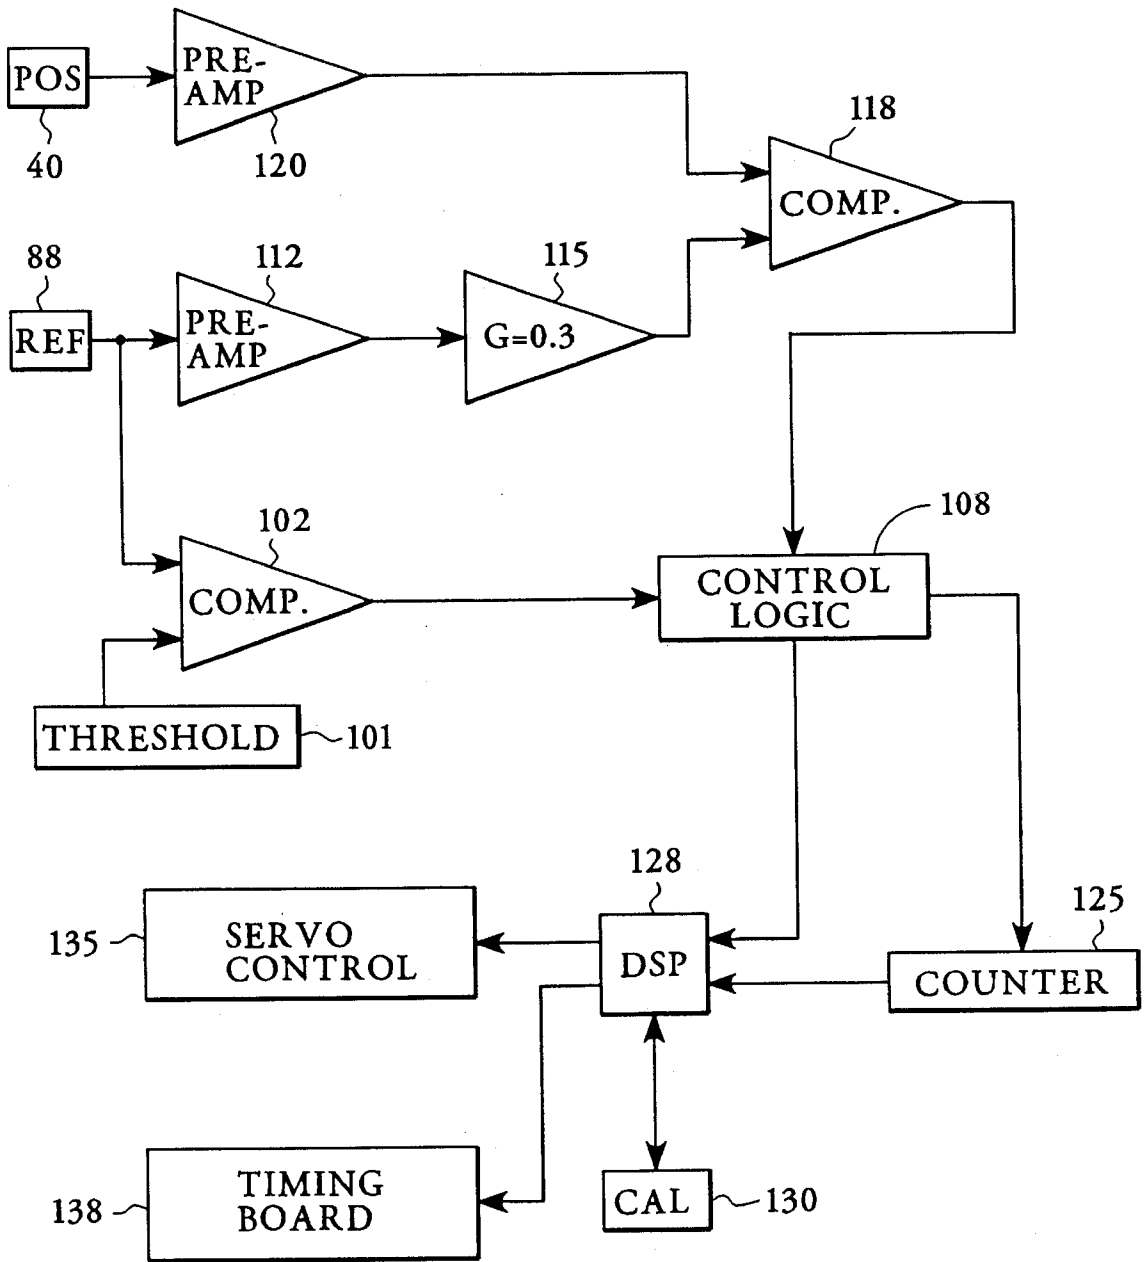 POS
40
PRE-
AMP
120
118
COMP.
88
REF
112
PRE-
AMP
115
G=0.3
102
COMP.
THRESHOLD
101
108
CONTROL
LOGIC
128
DSP
125
COUNTER
135
SERVO
CONTROL
138
TIMING
BOARD
CAL
130